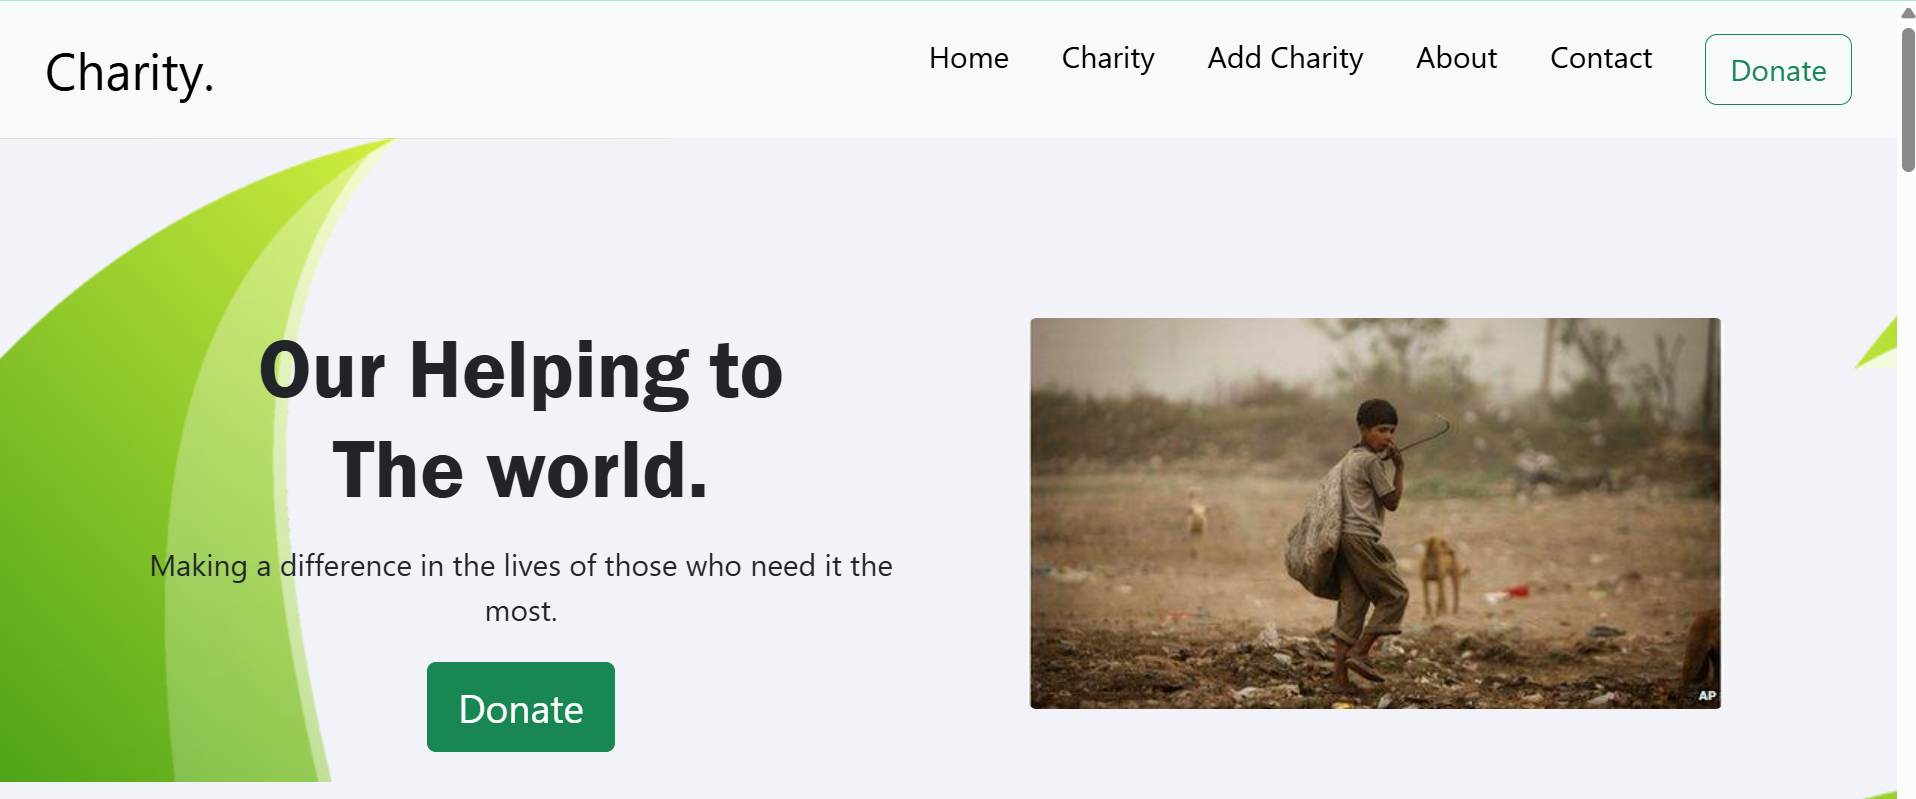 Charity.
Home Charity Add Charity About Contact Donate
Our Helping to
The world.
Making a difference in the lives of those who need it the
most.
Donate
AP